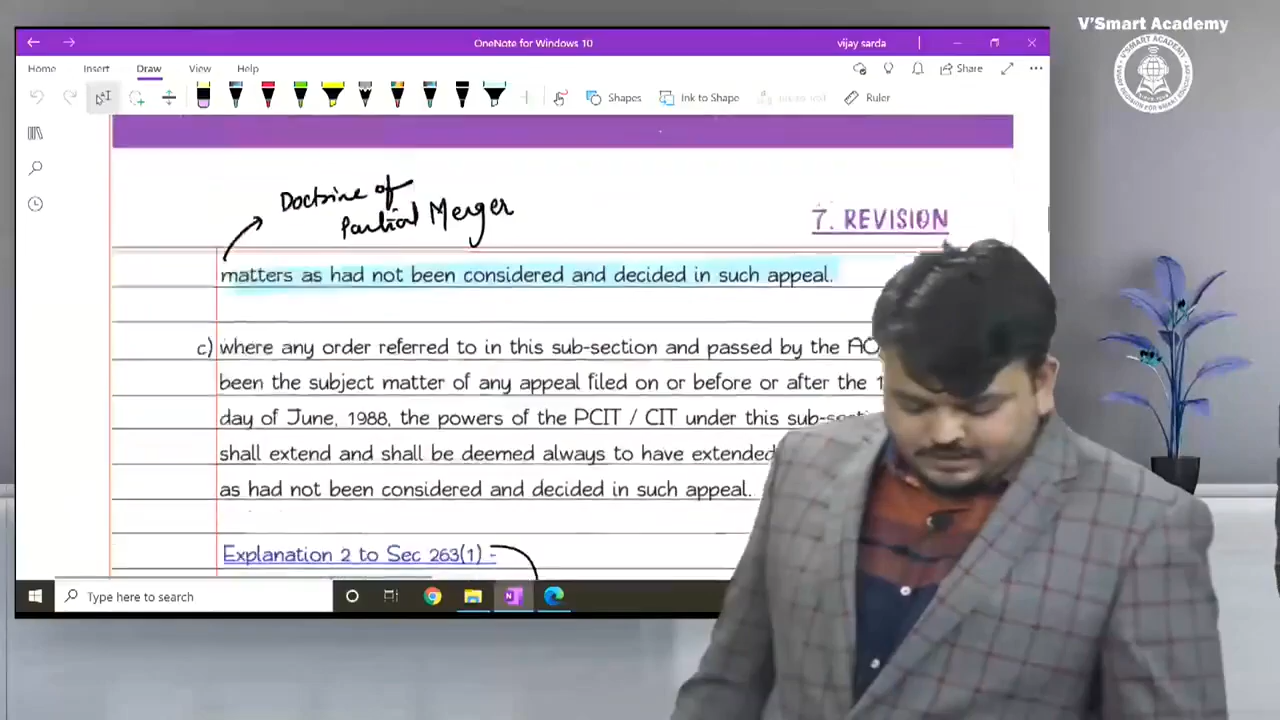 V'Smart Academy
OneNote for Windows 10
vijay sarda
Home Insert Draw View Help
Share
Shapes Ink to Shape Ruler
Doctrine of
Partial Merger
7. REVISION
matters as had not been considered and decided in such appeal.
c) where any order referred to in this sub-section and passed by the AO
been the subject matter of any appeal filed on or before or after the 1
day of June, 1988, the powers of the PCIT / CIT under this sub-
shall extend and shall be deemed always to have extended
as had not been considered and decided in such appeal.
Explanation 2 to Sec 263(1) -
Type here to search